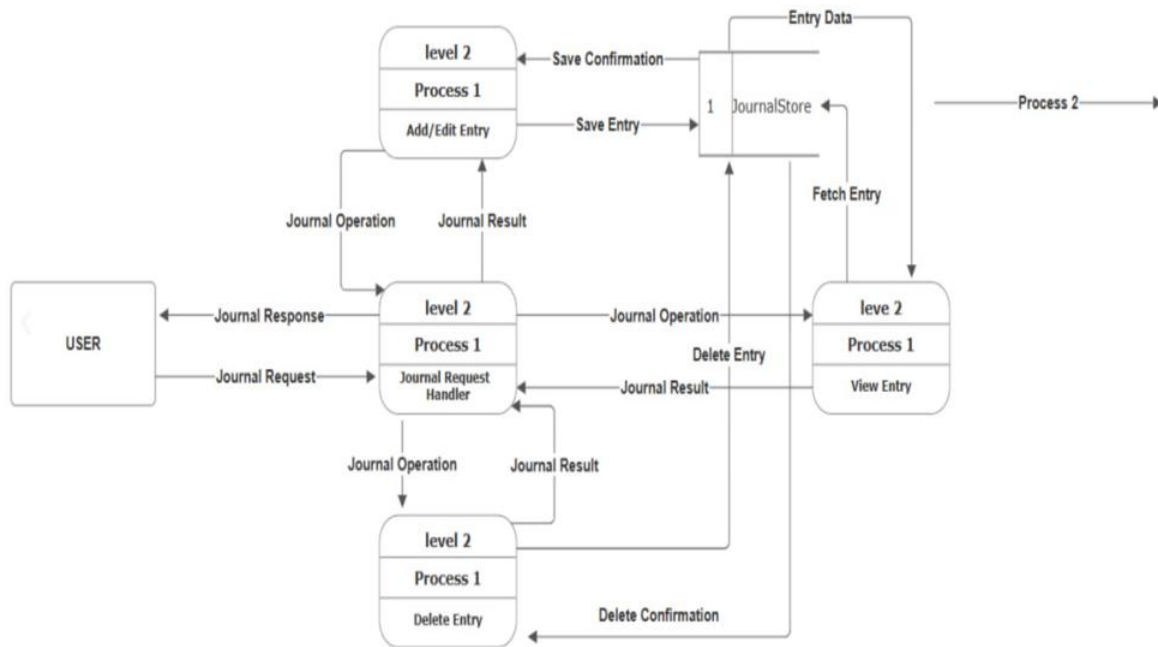 Entry Data
level 2
Process 1
Add/Edit Entry
Save Confirmation
Save Entry
1 JournalStore
Process 2
Fetch Entry
Journal Operation
Journal Result
USER
Journal Response
Journal Request
level 2
Process 1
Journal Request
Handler
Journal Operation
Delete Entry
Journal Result
leve 2
Process 1
View Entry
Journal Operation
Journal Result
level 2
Process 1
Delete Entry
Delete Confirmation